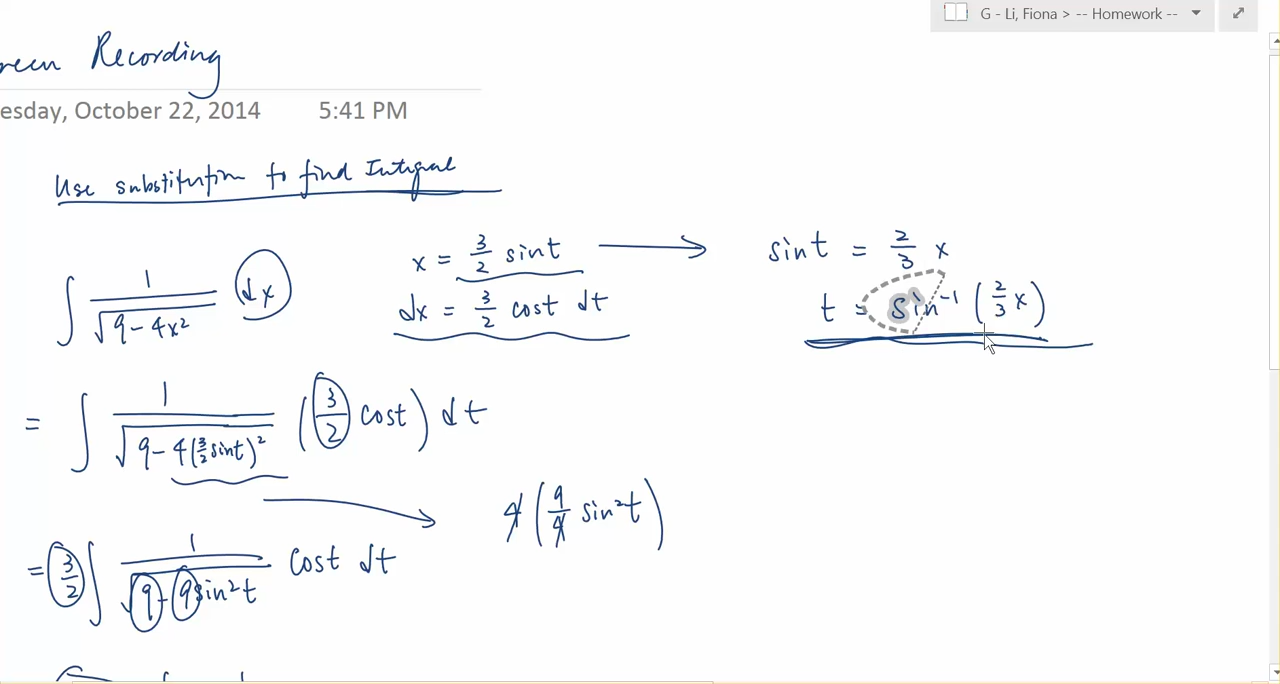 G - Li, Fiona > -- Homework --
reen Recording
esday, October 22, 2014 5:41 PM
Use substitution to find Integral
∫ 1/√(9-4x²) dx
x = 3/2 sint → sint = 2/3 x
dx = 3/2 cost dt
t = sin⁻¹ (2/3 x)
= ∫ 1/√(9-4(3/2 sint)²) (3/2 cost) dt
4(9/4 sin²t)
= 3/2 ∫ 1/√(9-9sin²t) cost dt